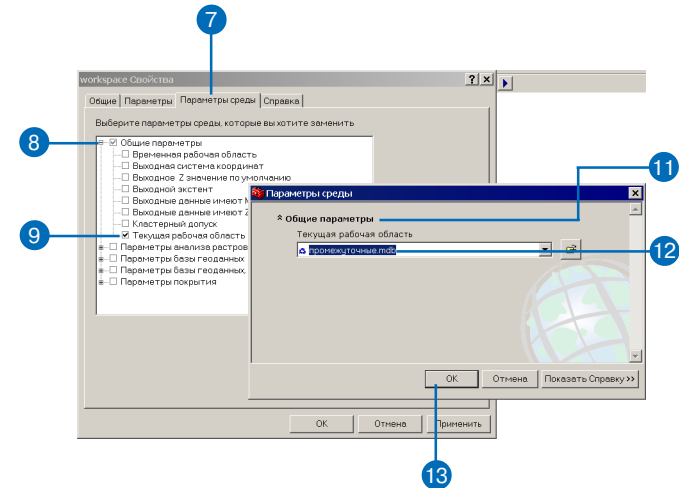 7
workspace Свойства
Общие Параметры Параметры среды Справка
Выберите параметры среды, которые вы хотите заменить
8
Общие параметры
Временная рабочая область
Выходная система координат
Выходное Z значение по умолчанию
Выходной экстент
Выходные данные имеют
Выходные данные имеют
Кластерный допуск
9
Текущая рабочая область
Параметры анализа растров
Параметры базы геоданных
Параметры базы геоданных,
Параметры покрытия
Параметры среды
11
Общие параметры
Текущая рабочая область
промежуточные.mdb
12
OK Отмена Показать Справку >>
OK Отмена Применить
13